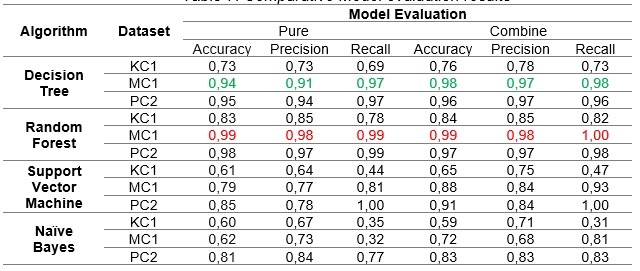 Table 7. Comparative Model evaluation results
Model Evaluation
Algorithm Dataset Pure Combine
Accuracy Precision Recall Accuracy Precision Recall
Decision Tree KC1 0,73 0,73 0,69 0,76 0,78 0,73
MC1 0,94 0,91 0,97 0,98 0,97 0,98
PC2 0,95 0,94 0,97 0,96 0,97 0,96
Random Forest KC1 0,83 0,85 0,78 0,84 0,85 0,82
MC1 0,99 0,98 0,99 0,99 0,98 1,00
PC2 0,98 0,97 0,99 0,97 0,97 0,98
Support Vector Machine KC1 0,61 0,64 0,44 0,65 0,75 0,47
MC1 0,79 0,77 0,81 0,88 0,84 0,93
PC2 0,85 0,78 1,00 0,91 0,84 1,00
Naïve Bayes KC1 0,60 0,67 0,35 0,59 0,71 0,31
MC1 0,62 0,73 0,32 0,72 0,68 0,81
PC2 0,81 0,84 0,77 0,83 0,83 0,83